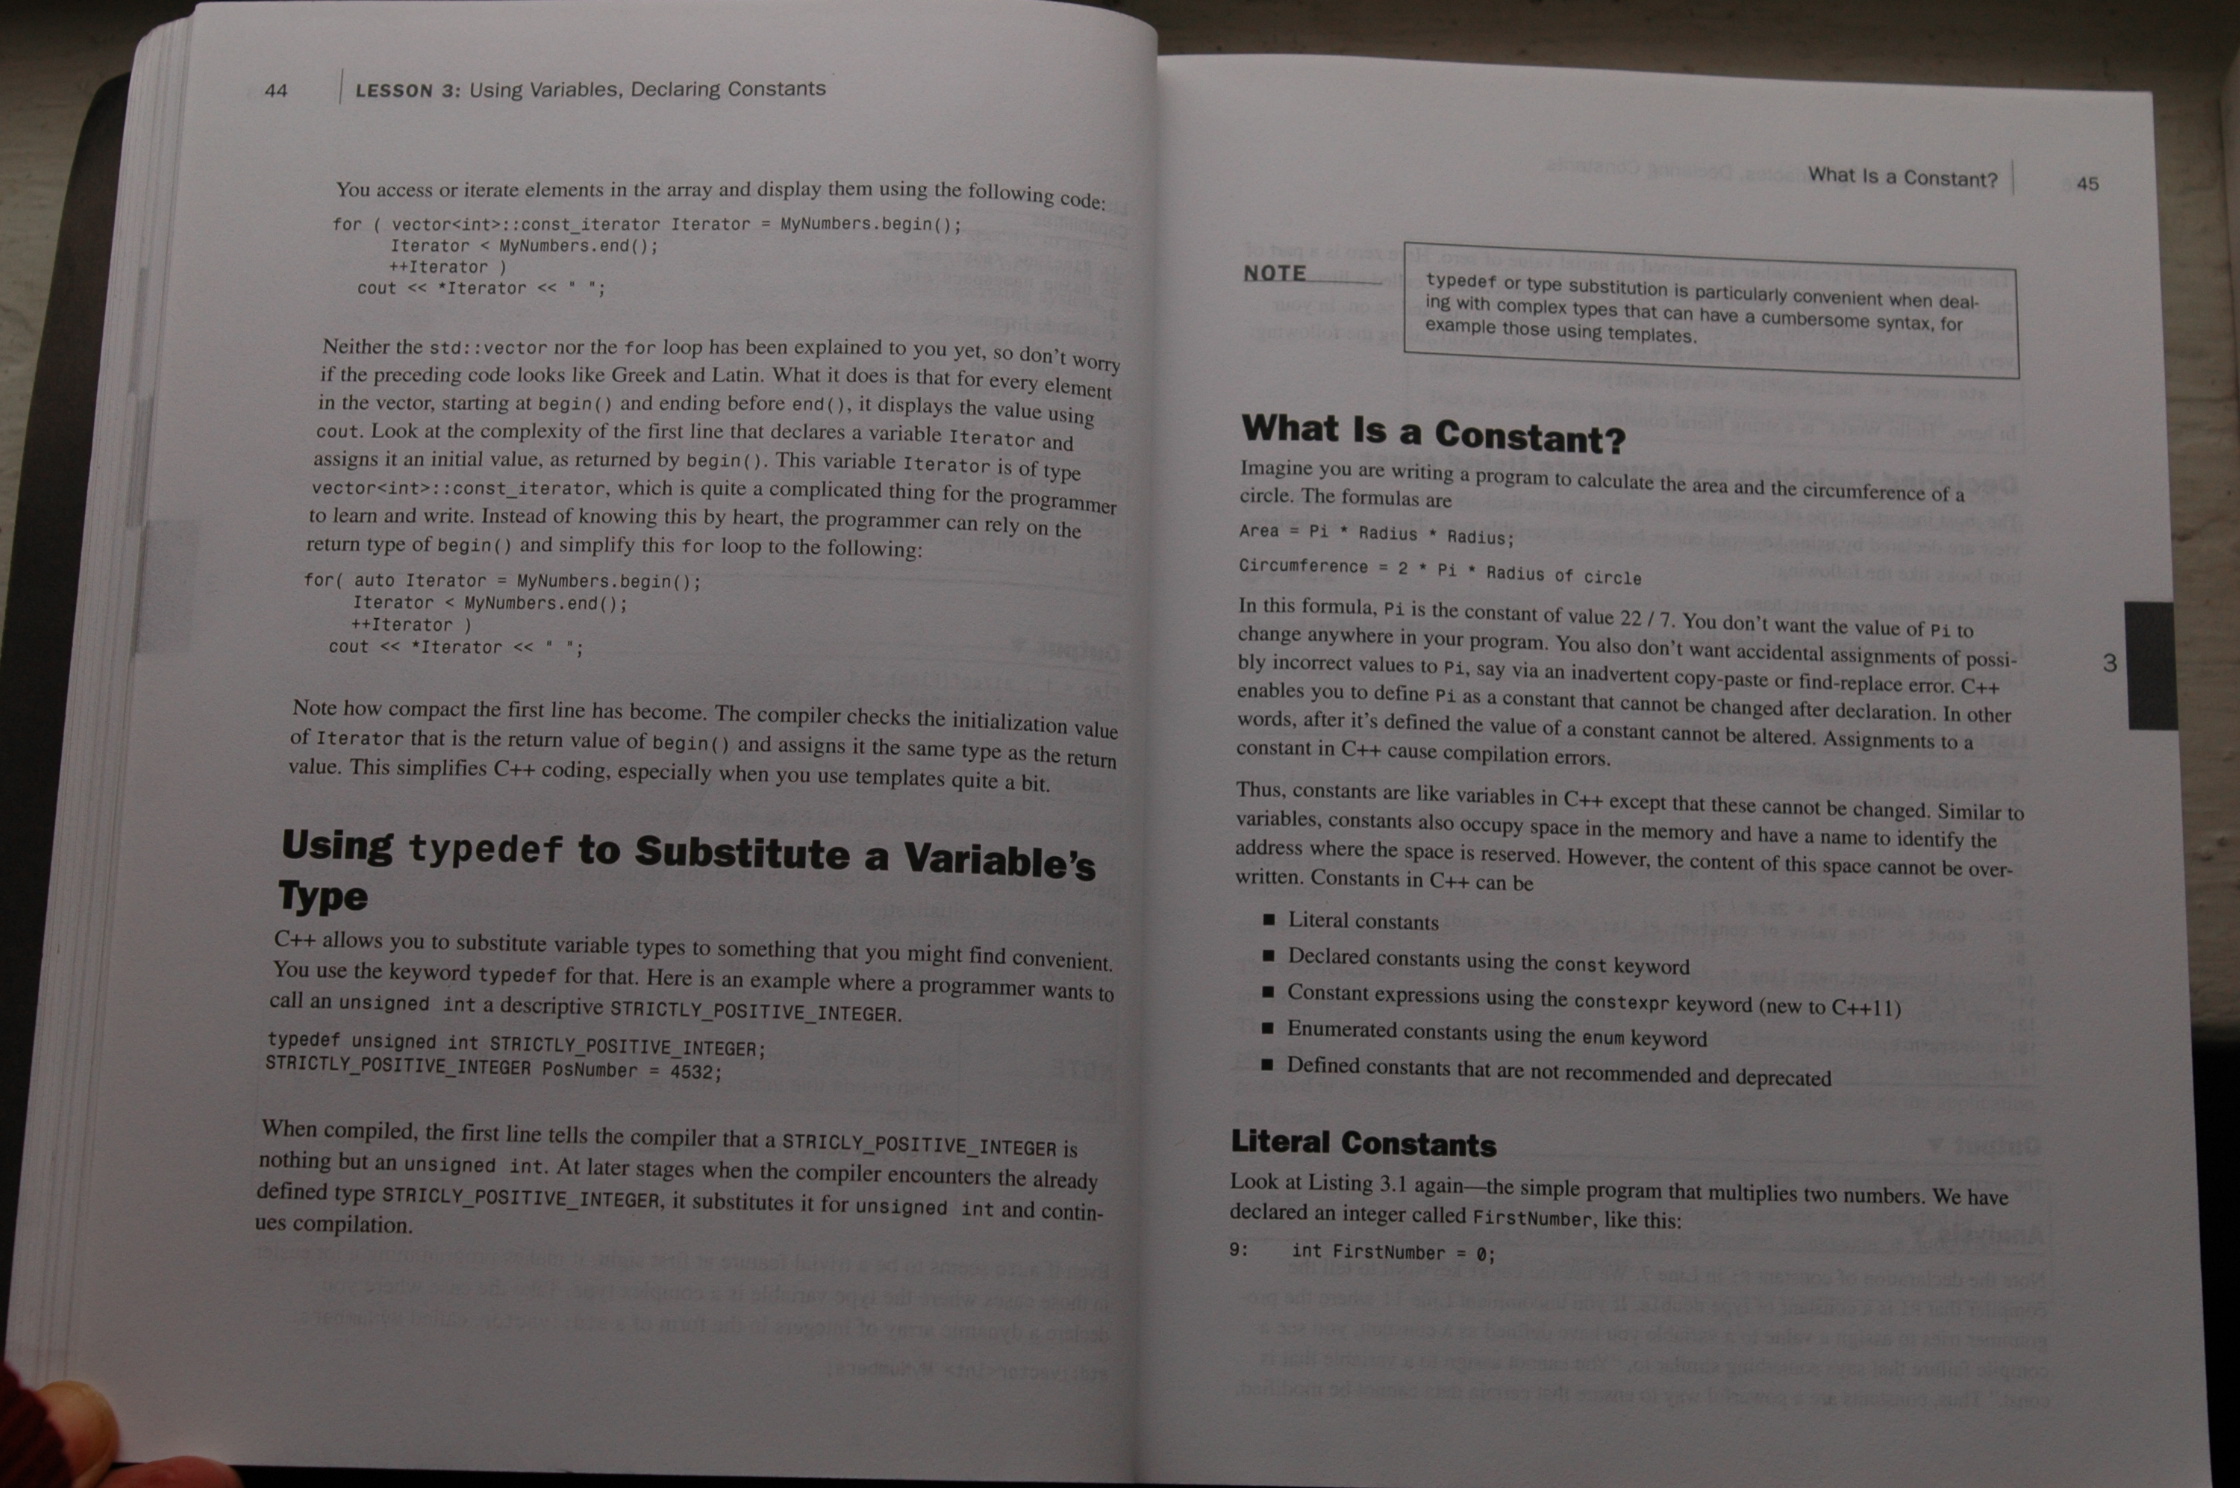 44
LESSON 3: Using Variables, Declaring Constants
You access or iterate elements in the array and display them using the following code:
for ( vector<int>::const_iterator Iterator = MyNumbers.begin();
Iterator < MyNumbers.end();
++Iterator )
cout << *Iterator << " ";
Neither the std::vector nor the for loop has been explained to you yet, so don't worry
if the preceding code looks like Greek and Latin. What it does is that for every element
in the vector, starting at begin() and ending before end(), it displays the value using
cout. Look at the complexity of the first line that declares a variable Iterator and
assigns it an initial value, as returned by begin(). This variable Iterator is of type
vector<int>::const_iterator, which is quite a complicated thing for the programmer
to learn and write. Instead of knowing this by heart, the programmer can rely on the
return type of begin() and simplify this for loop to the following:
for( auto Iterator = MyNumbers.begin();
Iterator < MyNumbers.end();
++Iterator )
cout << *Iterator << " ";
Note how compact the first line has become. The compiler checks the initialization value
of Iterator that is the return value of begin() and assigns it the same type as the return
value. This simplifies C++ coding, especially when you use templates quite a bit.
Using typedef to Substitute a Variable's
Type
C++ allows you to substitute variable types to something that you might find convenient.
You use the keyword typedef for that. Here is an example where a programmer wants to
call an unsigned int a descriptive STRICTLY_POSITIVE_INTEGER.
typedef unsigned int STRICTLY_POSITIVE_INTEGER;
STRICTLY_POSITIVE_INTEGER PosNumber = 4532;
When compiled, the first line tells the compiler that a STRICLY_POSITIVE_INTEGER is
nothing but an unsigned int. At later stages when the compiler encounters the already
defined type STRICLY_POSITIVE_INTEGER, it substitutes it for unsigned int and contin-
ues compilation.
What Is a Constant?
45
NOTE
typedef or type substitution is particularly convenient when deal-
ing with complex types that can have a cumbersome syntax, for
example those using templates.
What Is a Constant?
Imagine you are writing a program to calculate the area and the circumference of a
circle. The formulas are
Area = Pi * Radius * Radius;
Circumference = 2 * Pi * Radius of circle
In this formula, Pi is the constant of value 22 / 7. You don't want the value of Pi to
change anywhere in your program. You also don't want accidental assignments of possi-
bly incorrect values to Pi, say via an inadvertent copy-paste or find-replace error. C++
enables you to define Pi as a constant that cannot be changed after declaration. In other
words, after it's defined the value of a constant cannot be altered. Assignments to a
constant in C++ cause compilation errors.
Thus, constants are like variables in C++ except that these cannot be changed. Similar to
variables, constants also occupy space in the memory and have a name to identify the
address where the space is reserved. However, the content of this space cannot be over-
written. Constants in C++ can be
■ Literal constants
■ Declared constants using the const keyword
■ Constant expressions using the constexpr keyword (new to C++11)
■ Enumerated constants using the enum keyword
■ Defined constants that are not recommended and deprecated
Literal Constants
Look at Listing 3.1 again—the simple program that multiplies two numbers. We have
declared an integer called FirstNumber, like this:
9: int FirstNumber = 0;
3